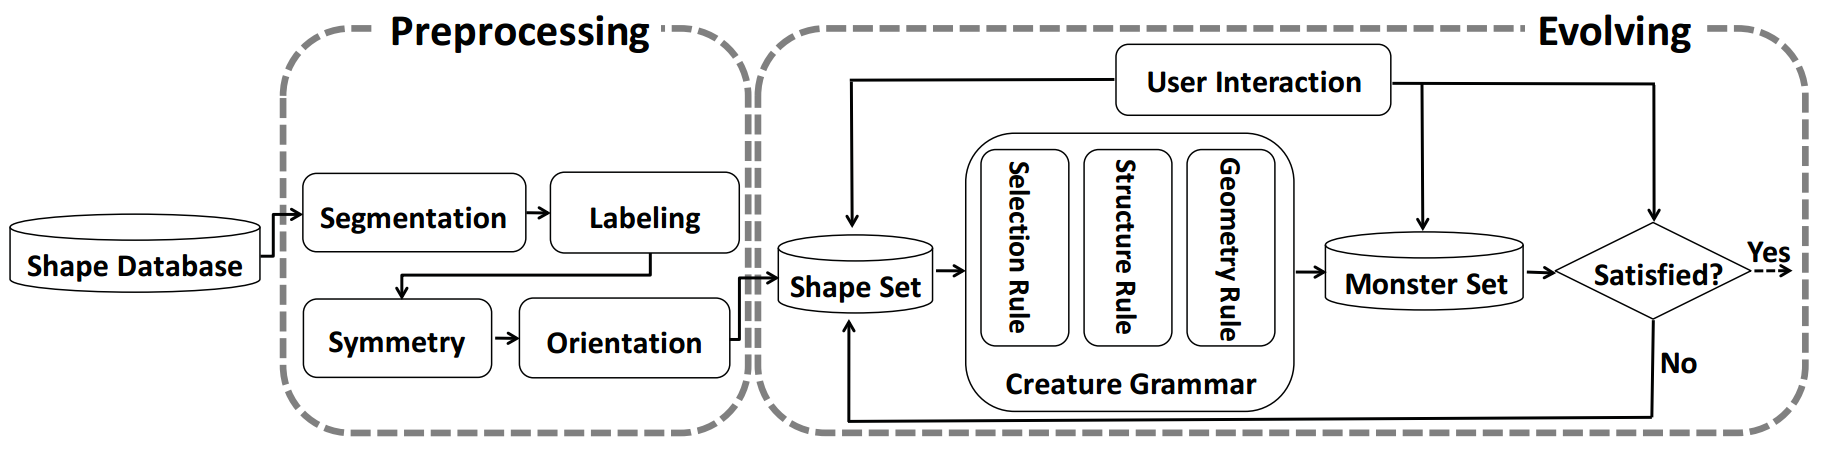 Preprocessing
Evolving
User Interaction
Shape Database
Segmentation
Labeling
Symmetry
Orientation
Shape Set
Selection Rule
Structure Rule
Geometry Rule
Creature Grammar
Monster Set
Satisfied?
Yes
No